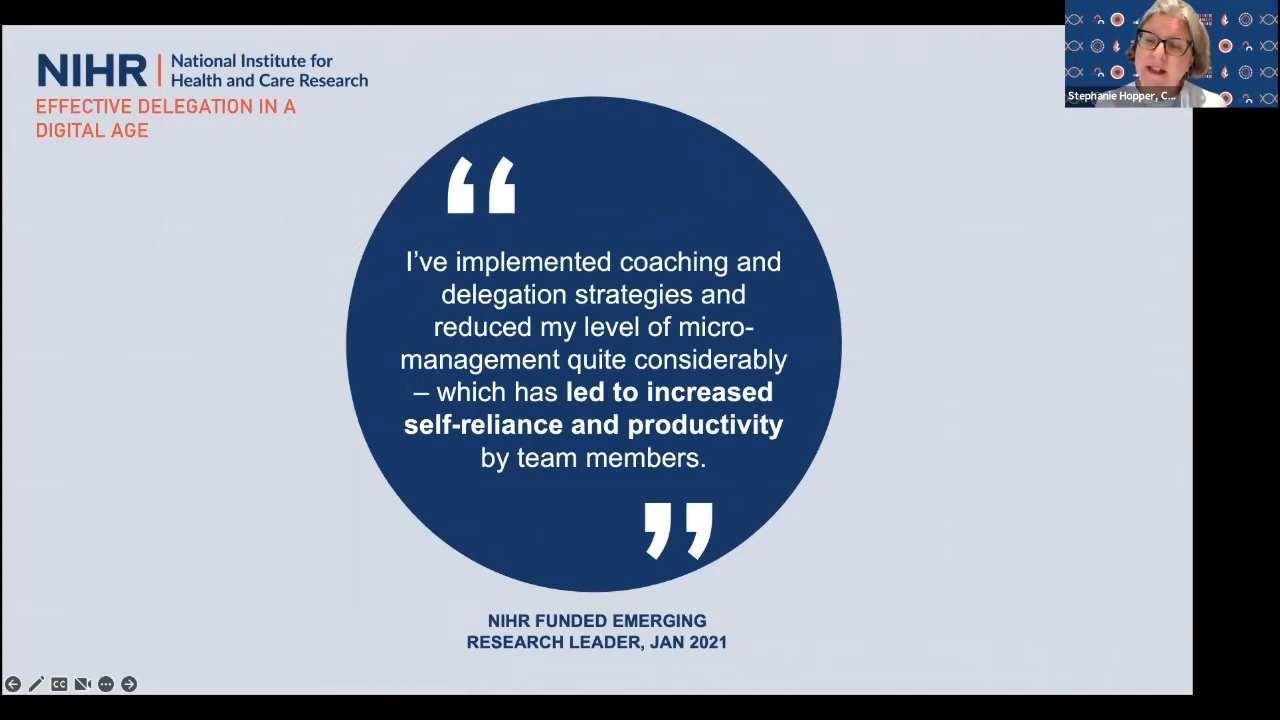 NIHR
National Institute for
Health and Care Research
EFFECTIVE DELEGATION IN A
DIGITAL AGE
Stephanie Hopper, C...
“
I’ve implemented coaching and
delegation strategies and
reduced my level of micro-
management quite considerably
– which has led to increased
self-reliance and productivity
by team members.
”
NIHR FUNDED EMERGING
RESEARCH LEADER, JAN 2021
CC